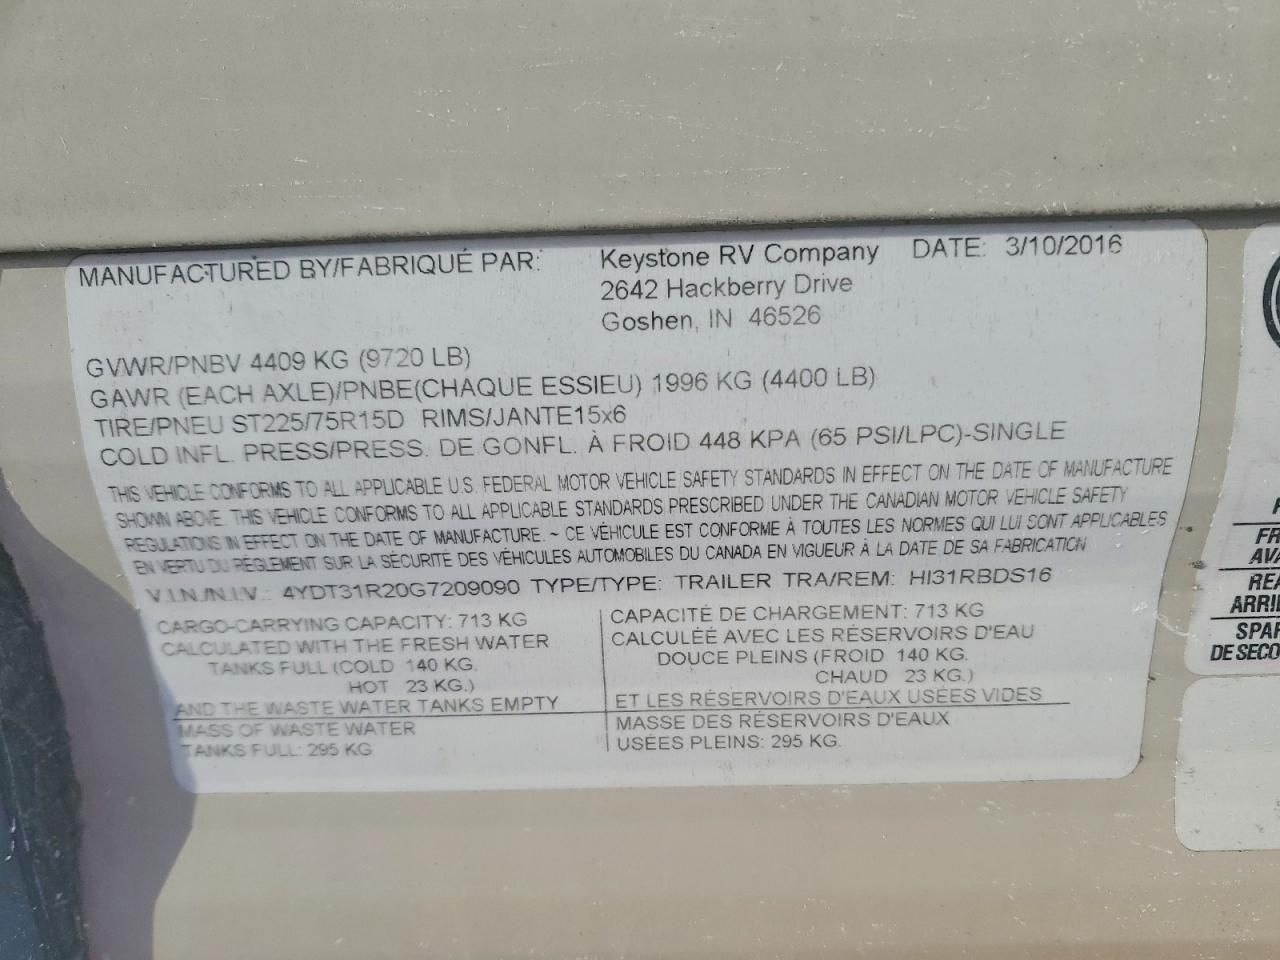 MANUFACTURED BY/FABRIQUÉ PAR: Keystone RV Company DATE: 3/10/2016
2642 Hackberry Drive
Goshen, IN 46526
GVWR/PNBV 4409 KG (9720 LB)
GAWR (EACH AXLE)/PNBE(CHAQUE ESSIEU) 1996 KG (4400 LB)
TIRE/PNEU ST225/75R15D RIMS/JANTE15x6
COLD INFL. PRESS/PRESS. DE GONFL. À FROID 448 KPA (65 PSI/LPC)-SINGLE
THIS VEHICLE CONFORMS TO ALL APPLICABLE U.S. FEDERAL MOTOR VEHICLE SAFETY STANDARDS IN EFFECT ON THE DATE OF MANUFACTURE
SHOWN ABOVE. THIS VEHICLE CONFORMS TO ALL APPLICABLE STANDARDS PRESCRIBED UNDER THE CANADIAN MOTOR VEHICLE SAFETY
REGULATIONS IN EFFECT ON THE DATE OF MANUFACTURE. ~ CE VÉHICULE EST CONFORME À TOUTES LES NORMES QUI LUI SONT APPLICABLES
EN VERTU DU RÈGLEMENT SUR LA SÉCURITÉ DES VÉHICULES AUTOMOBILES DU CANADA EN VIGUEUR À LA DATE DE SA FABRICATION
V.I.N./N.I.V.: 4YDT31R20G7209090 TYPE/TYPE: TRAILER TRA/REM: HI31RBDS16
CARGO-CARRYING CAPACITY: 713 KG
CALCULATED WITH THE FRESH WATER
TANKS FULL (COLD 140 KG.
HOT 23 KG.)
AND THE WASTE WATER TANKS EMPTY
MASS OF WASTE WATER
TANKS FULL: 295 KG
CAPACITÉ DE CHARGEMENT: 713 KG
CALCULÉE AVEC LES RÉSERVOIRS D'EAU
DOUCE PLEINS (FROID 140 KG.
CHAUD 23 KG.)
ET LES RÉSERVOIRS D'EAUX USÉES VIDES
MASSE DES RÉSERVOIRS D'EAUX
USÉES PLEINS: 295 KG.
FR
AVA
REA
ARRI
SPAR
DE SECO